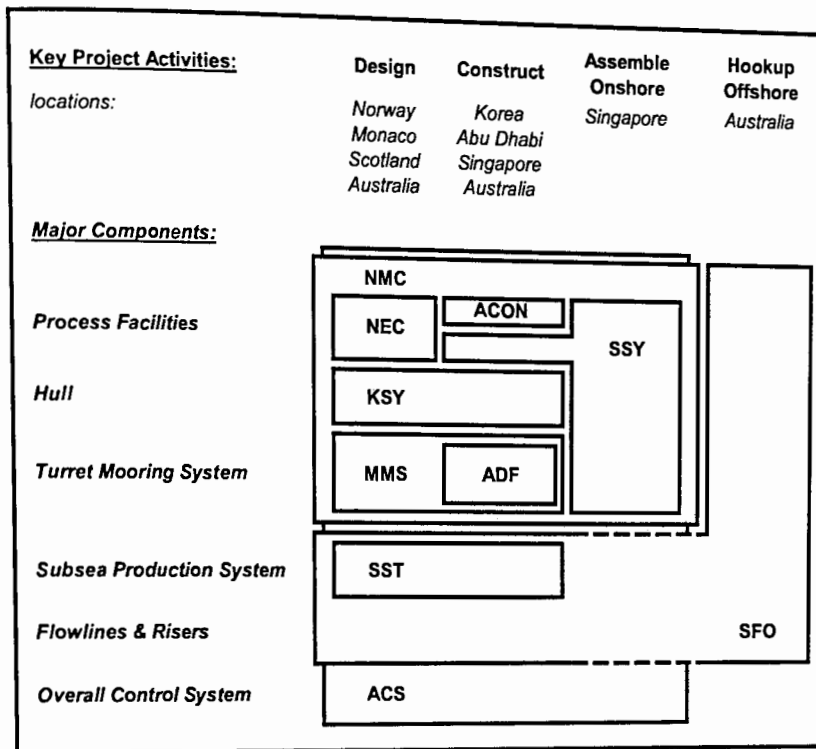 Key Project Activities: Design Construct Assemble Onshore Hookup Offshore
locations: Norway Korea Singapore Australia
Monaco Abu Dhabi
Scotland Singapore
Australia Australia
Major Components:
NMC
Process Facilities NEC ACON SSY
Hull KSY
Turret Mooring System MMS ADF
Subsea Production System SST
Flowlines & Risers SFO
Overall Control System ACS